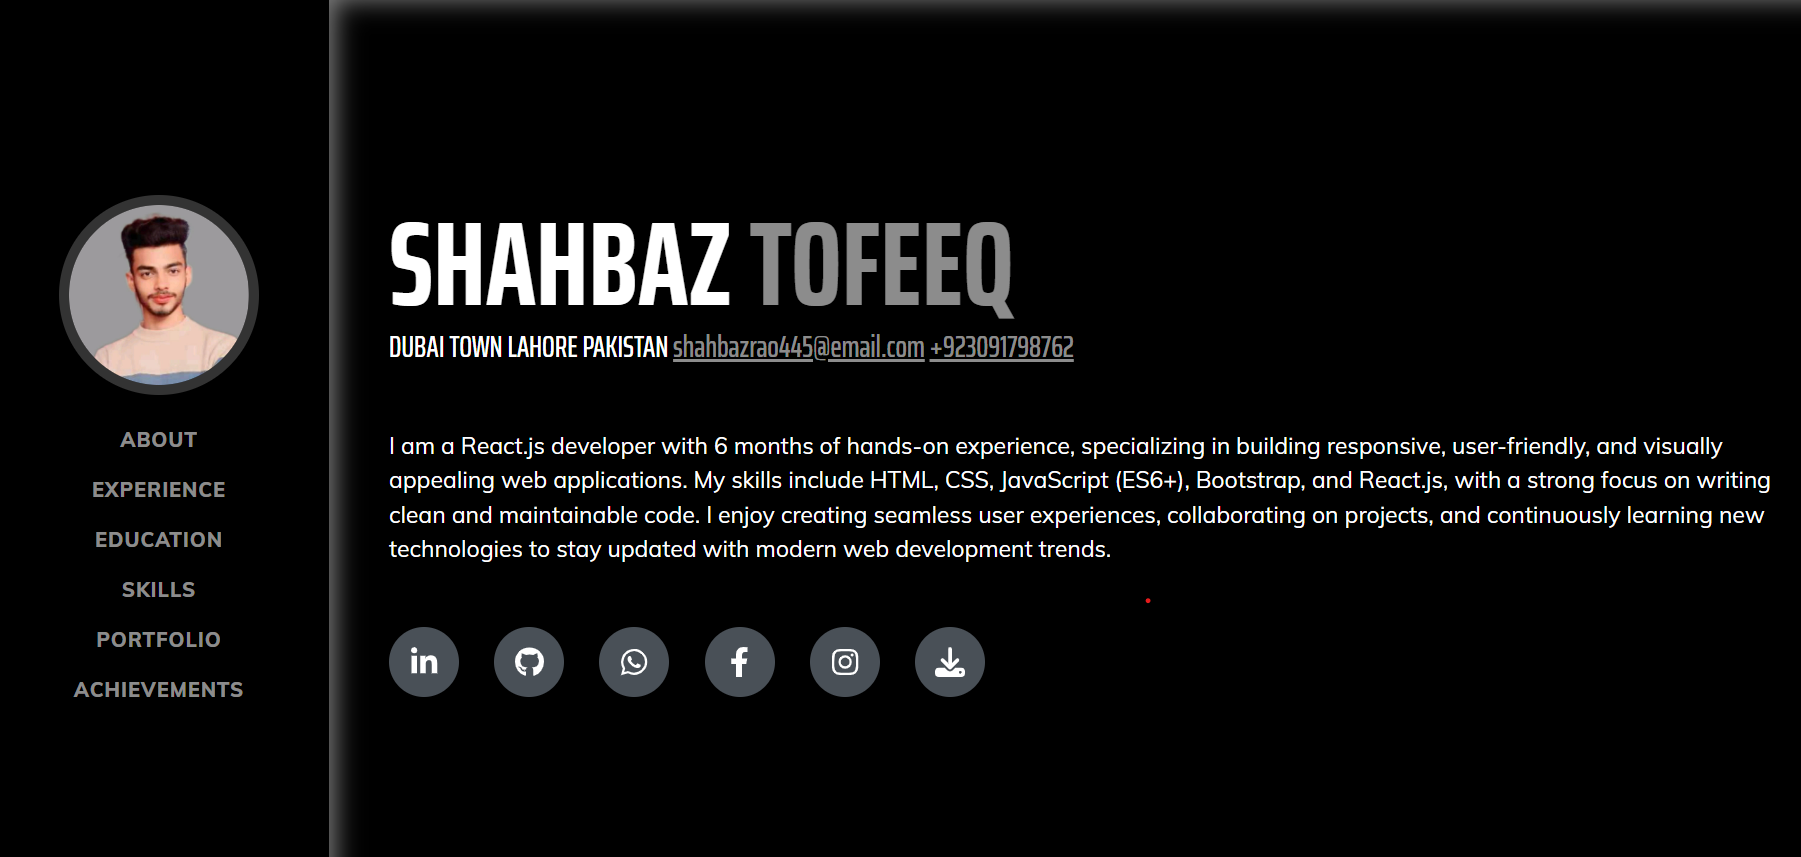 ABOUT
EXPERIENCE
EDUCATION
SKILLS
PORTFOLIO
ACHIEVEMENTS
SHAHBAZ TOFEEQ
DUBAI TOWN LAHORE PAKISTAN shahbazrao445@email.com +923091798762
I am a React.js developer with 6 months of hands-on experience, specializing in building responsive, user-friendly, and visually
appealing web applications. My skills include HTML, CSS, JavaScript (ES6+), Bootstrap, and React.js, with a strong focus on writing
clean and maintainable code. I enjoy creating seamless user experiences, collaborating on projects, and continuously learning new
technologies to stay updated with modern web development trends.
in